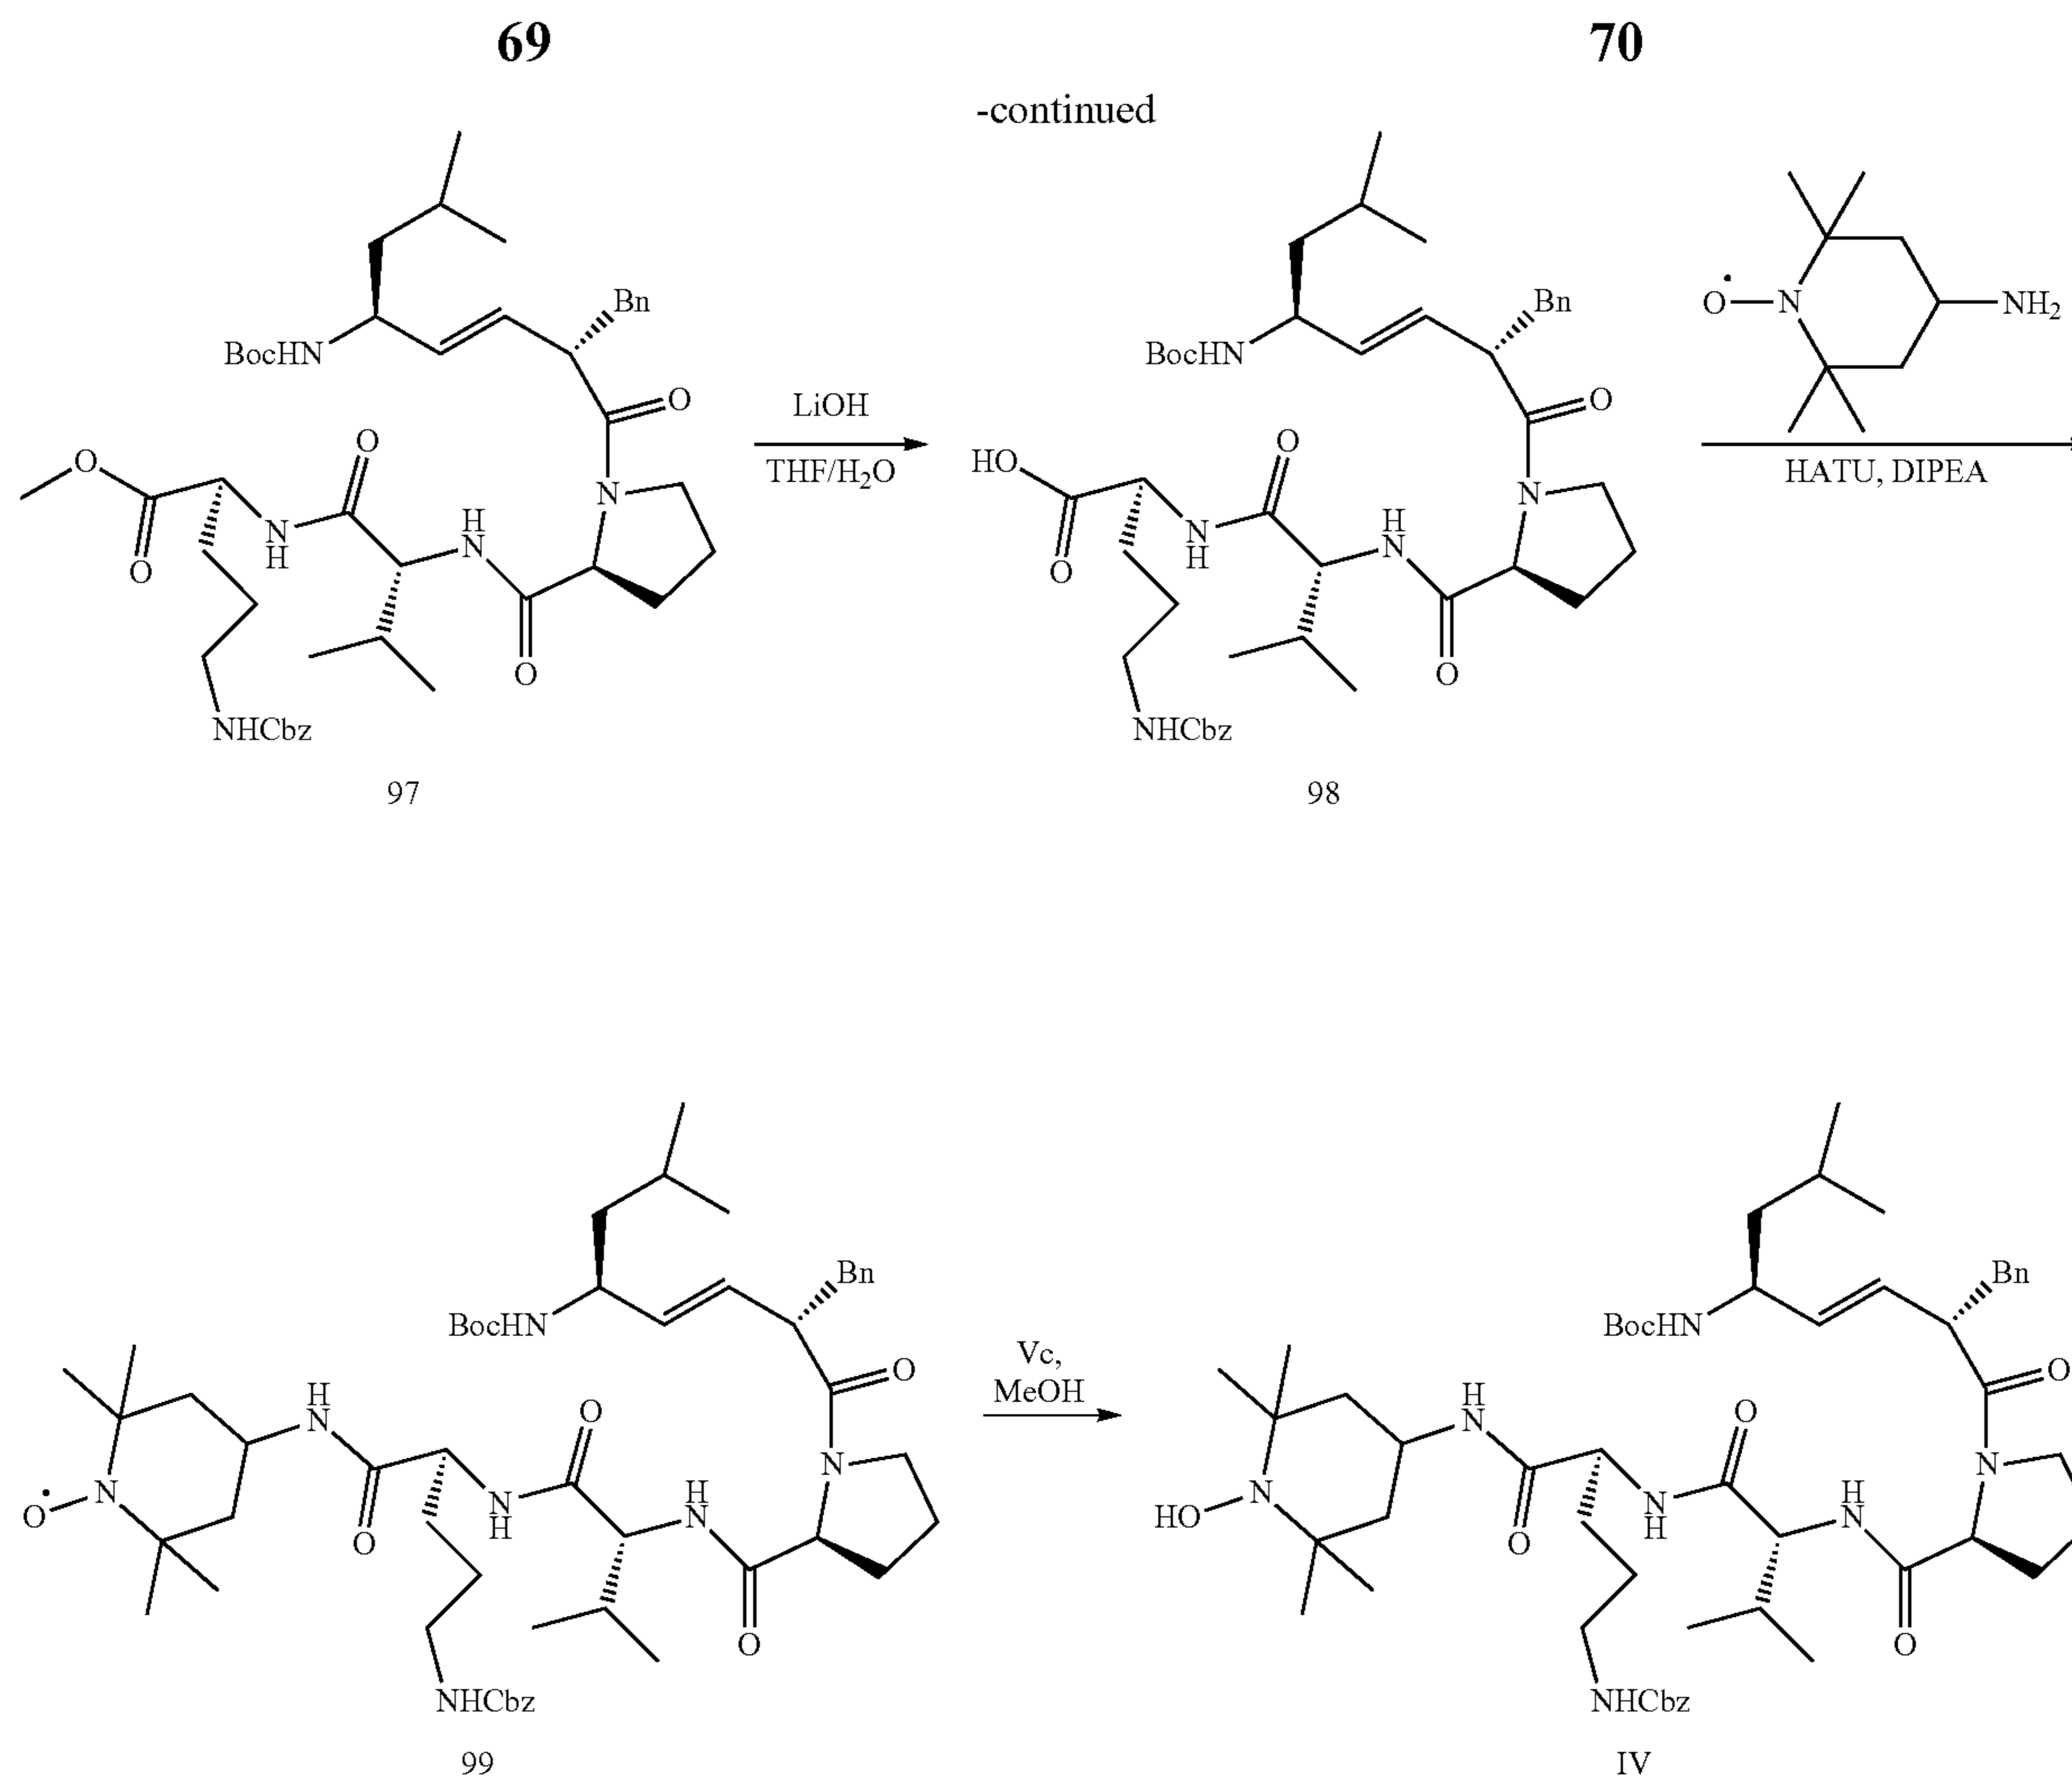 69 70
-continued
Bn
BocHN
O
O
O
N
N
H
H
N
O
O
NHCbz
97
LiOH
THF/H₂O
Bn
BocHN
O
HO
O
N
N
H
H
N
O
O
NHCbz
98
O• N NH₂
HATU, DIPEA
Bn
BocHN
O
H
N
O
N
O•
N
N
H
H
N
O
O
NHCbz
99
Vc,
MeOH
Bn
BocHN
O
H
N
O
N
HO
N
N
H
H
N
O
O
NHCbz
IV